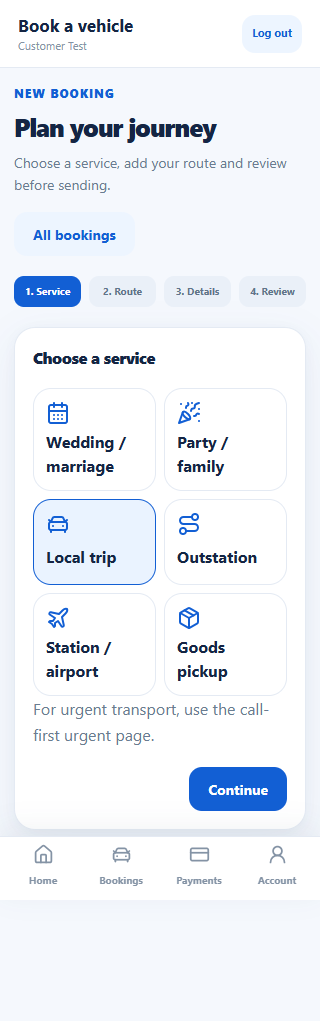 Book a vehicle
Customer Test
Log out
NEW BOOKING
Plan your journey
Choose a service, add your route and review
before sending.
All bookings
1. Service
2. Route
3. Details
4. Review
Choose a service
Wedding /
marriage
Party /
family
Local trip
Outstation
Station /
airport
Goods
pickup
For urgent transport, use the call-
first urgent page.
Continue
Home
Bookings
Payments
Account